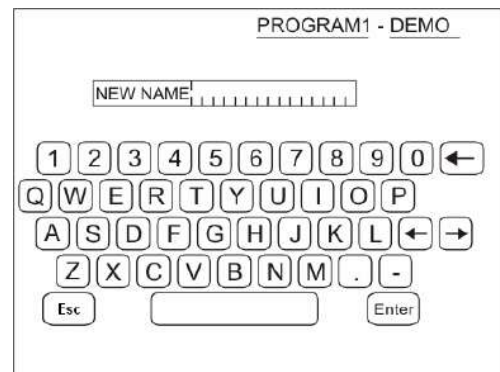 PROGRAM1 - DEMO
NEW NAME
1 2 3 4 5 6 7 8 9 0 ←
Q W E R T Y U I O P
A S D F G H J K L ← →
Z X C V B N M . -
Esc Enter